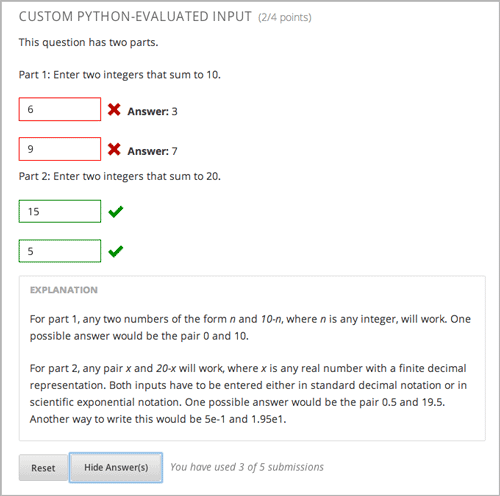 CUSTOM PYTHON-EVALUATED INPUT (2/4 points)
This question has two parts.
Part 1: Enter two integers that sum to 10.
6 Answer: 3
9 Answer: 7
Part 2: Enter two integers that sum to 20.
15
5
EXPLANATION
For part 1, any two numbers of the form n and 10-n, where n is any integer, will work. One
possible answer would be the pair 0 and 10.
For part 2, any pair x and 20-x will work, where x is any real number with a finite decimal
representation. Both inputs have to be entered either in standard decimal notation or in
scientific exponential notation. One possible answer would be the pair 0.5 and 19.5.
Another way to write this would be 5e-1 and 1.95e1.
Reset Hide Answer(s) You have used 3 of 5 submissions